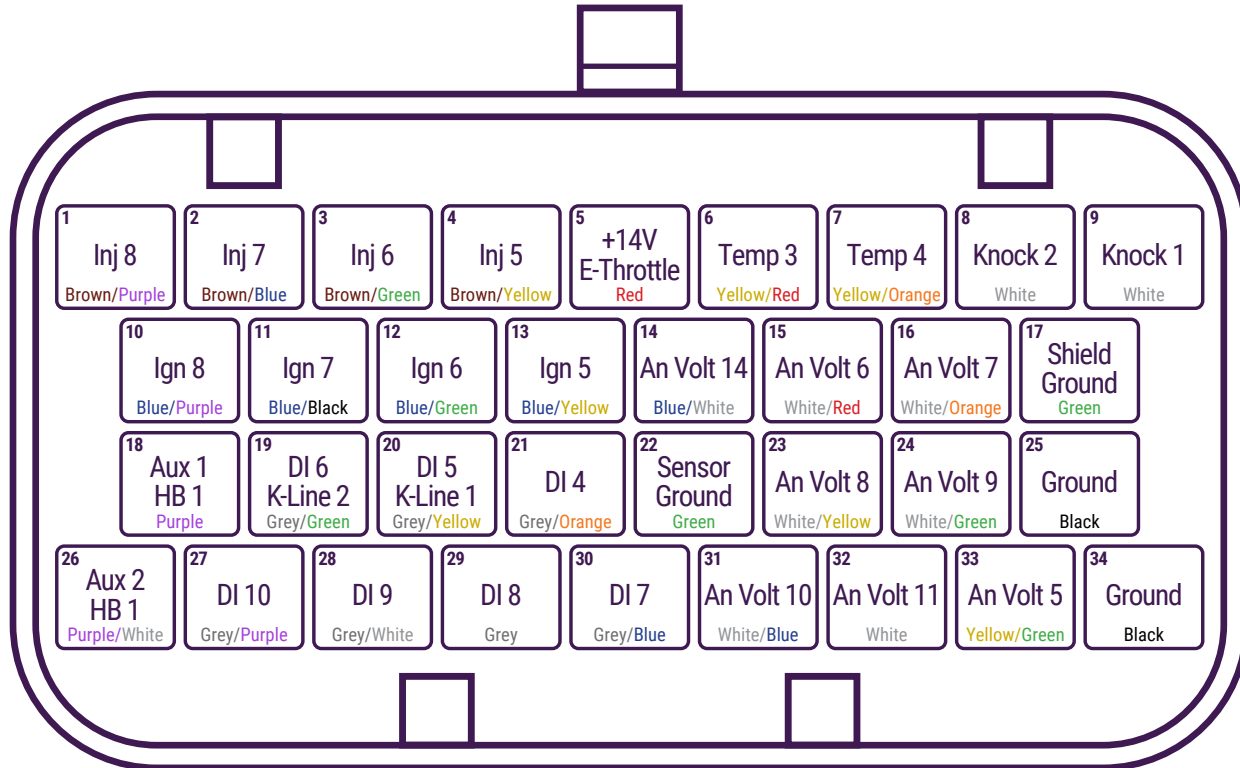 1
Inj 8
Brown/Purple
2
Inj 7
Brown/Blue
3
Inj 6
Brown/Green
4
Inj 5
Brown/Yellow
5
+14V
E-Throttle
Red
6
Temp 3
Yellow/Red
7
Temp 4
Yellow/Orange
8
Knock 2
White
9
Knock 1
White
10
Ign 8
Blue/Purple
11
Ign 7
Blue/Black
12
Ign 6
Blue/Green
13
Ign 5
Blue/Yellow
14
An Volt 14
Blue/White
15
An Volt 6
White/Red
16
An Volt 7
White/Orange
17
Shield
Ground
Green
18
Aux 1
HB 1
Purple
19
DI 6
K-Line 2
Grey/Green
20
DI 5
K-Line 1
Grey/Yellow
21
DI 4
Grey/Orange
22
Sensor
Ground
Green
23
An Volt 8
White/Yellow
24
An Volt 9
White/Green
25
Ground
Black
26
Aux 2
HB 1
Purple/White
27
DI 10
Grey/Purple
28
DI 9
Grey/White
29
DI 8
Grey
30
DI 7
Grey/Blue
31
An Volt 10
White/Blue
32
An Volt 11
White
33
An Volt 5
Yellow/Green
34
Ground
Black